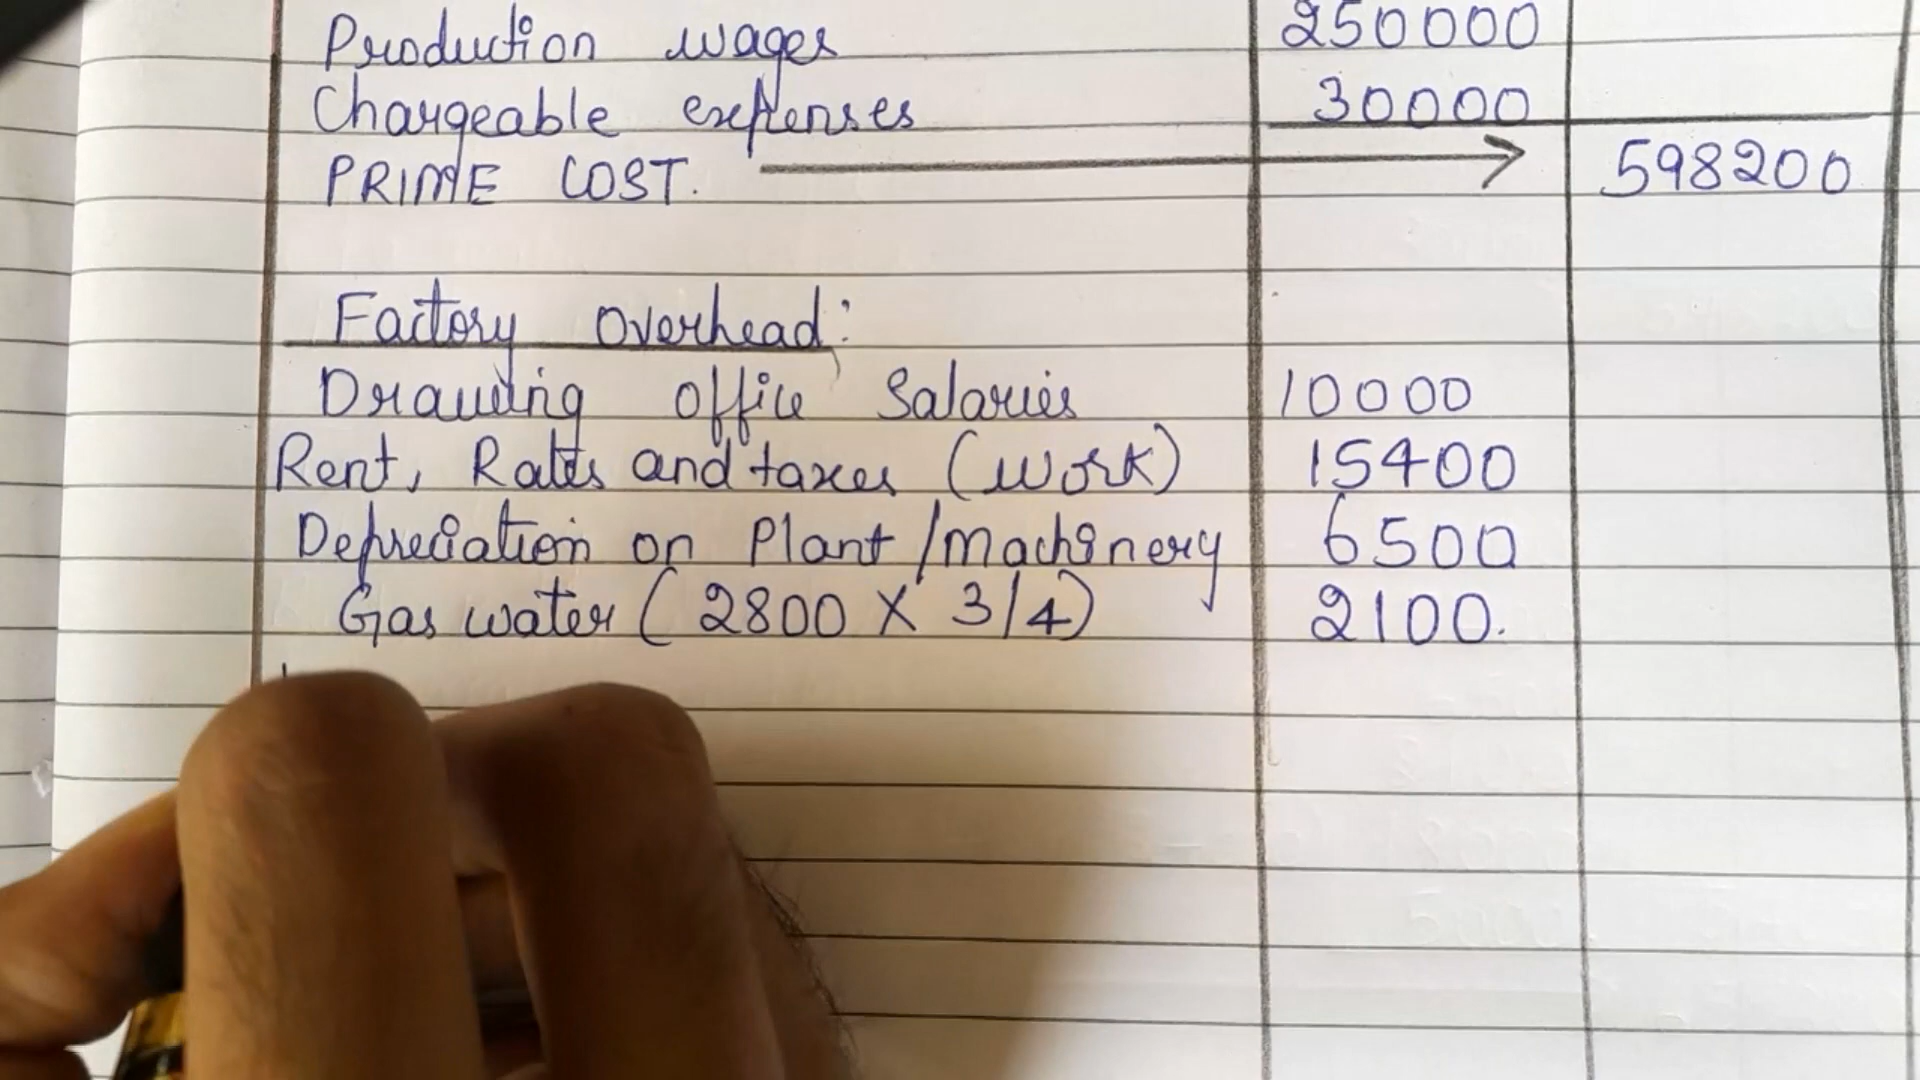 Production wages 250000
Chargeable expenses 30000
PRIME COST. 598200
Factory Overhead:
Drawing office Salaries 10000
Rent, Rates and taxes (work) 15400
Depreciation on Plant/Machinery 6500
Gas water (2800 X 3/4) 2100.